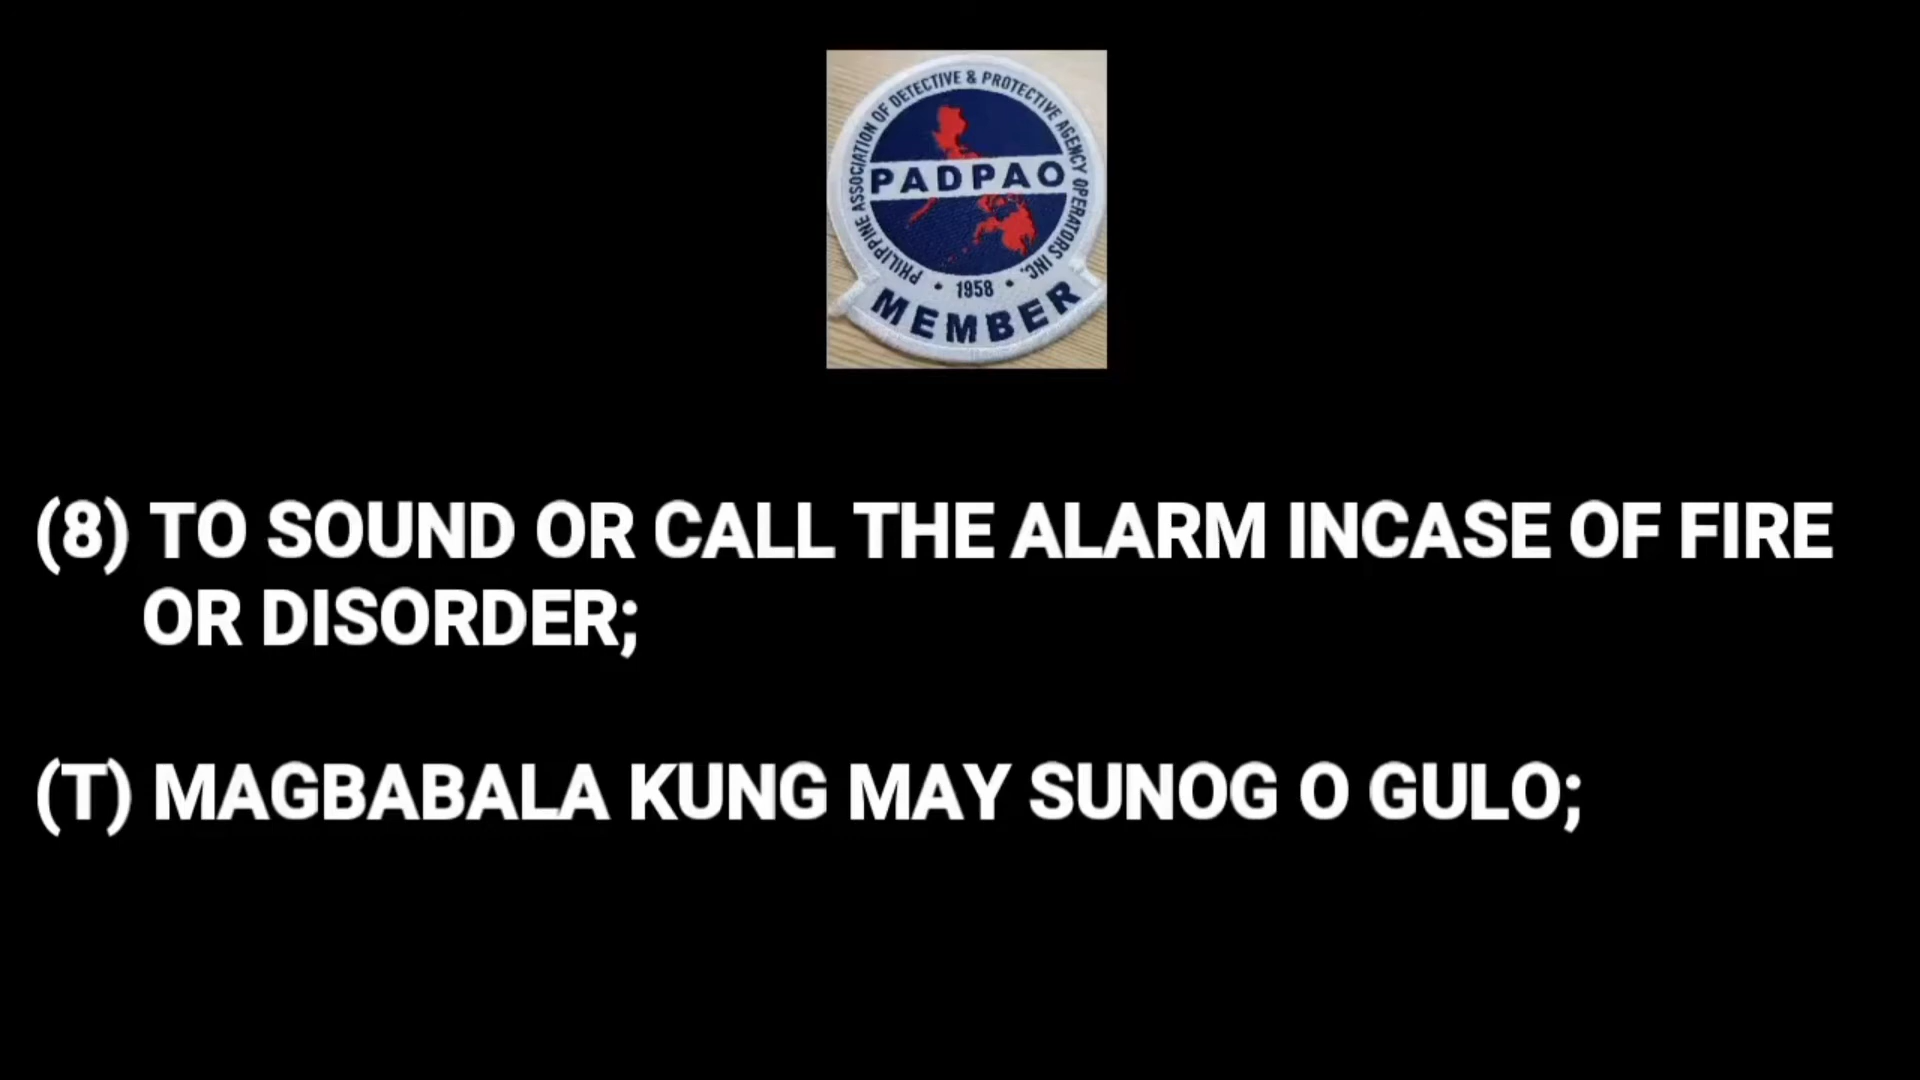 PHILIPPINE ASSOCIATION OF DETECTIVE & PROTECTIVE AGENCY OPERATORS INC.
PADPAO
• 1958 •
MEMBER
(8) TO SOUND OR CALL THE ALARM INCASE OF FIRE
OR DISORDER;
(T) MAGBABALA KUNG MAY SUNOG O GULO;